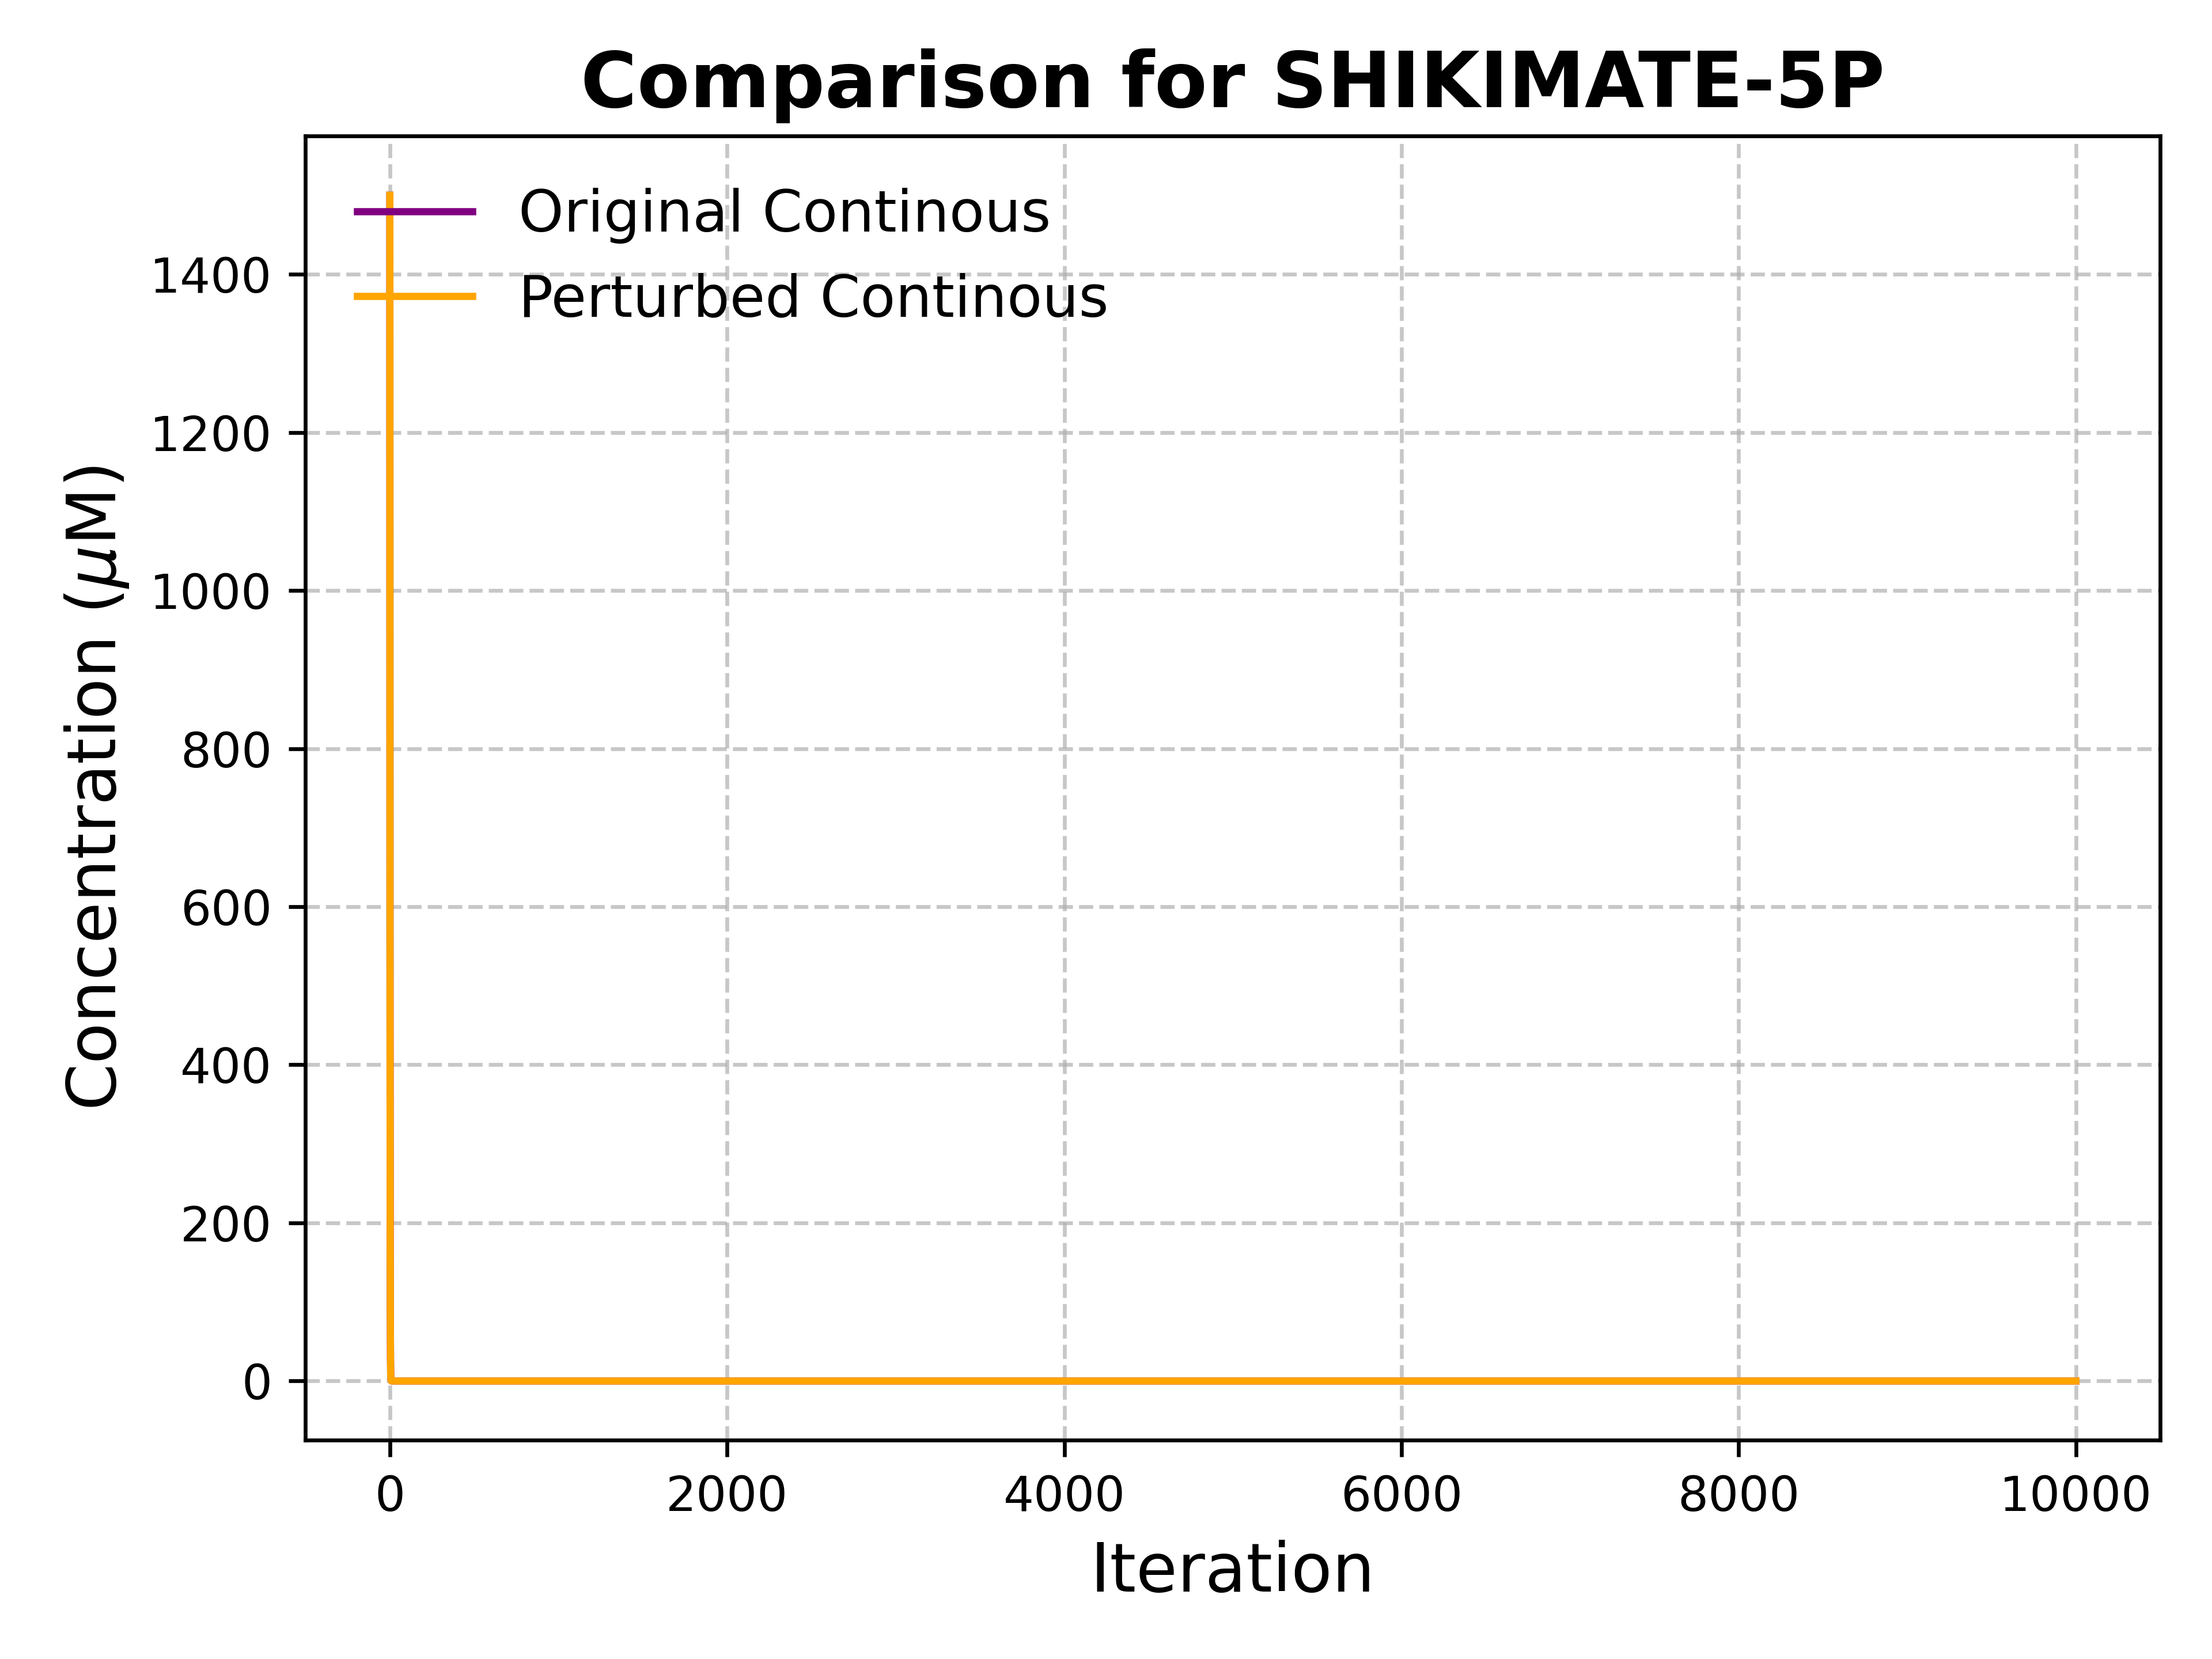 Comparison for SHIKIMATE-5P
Original Continous
Perturbed Continous
Concentration (μM)
1400
1200
1000
800
600
400
200
0
0 2000 4000 6000 8000 10000
Iteration